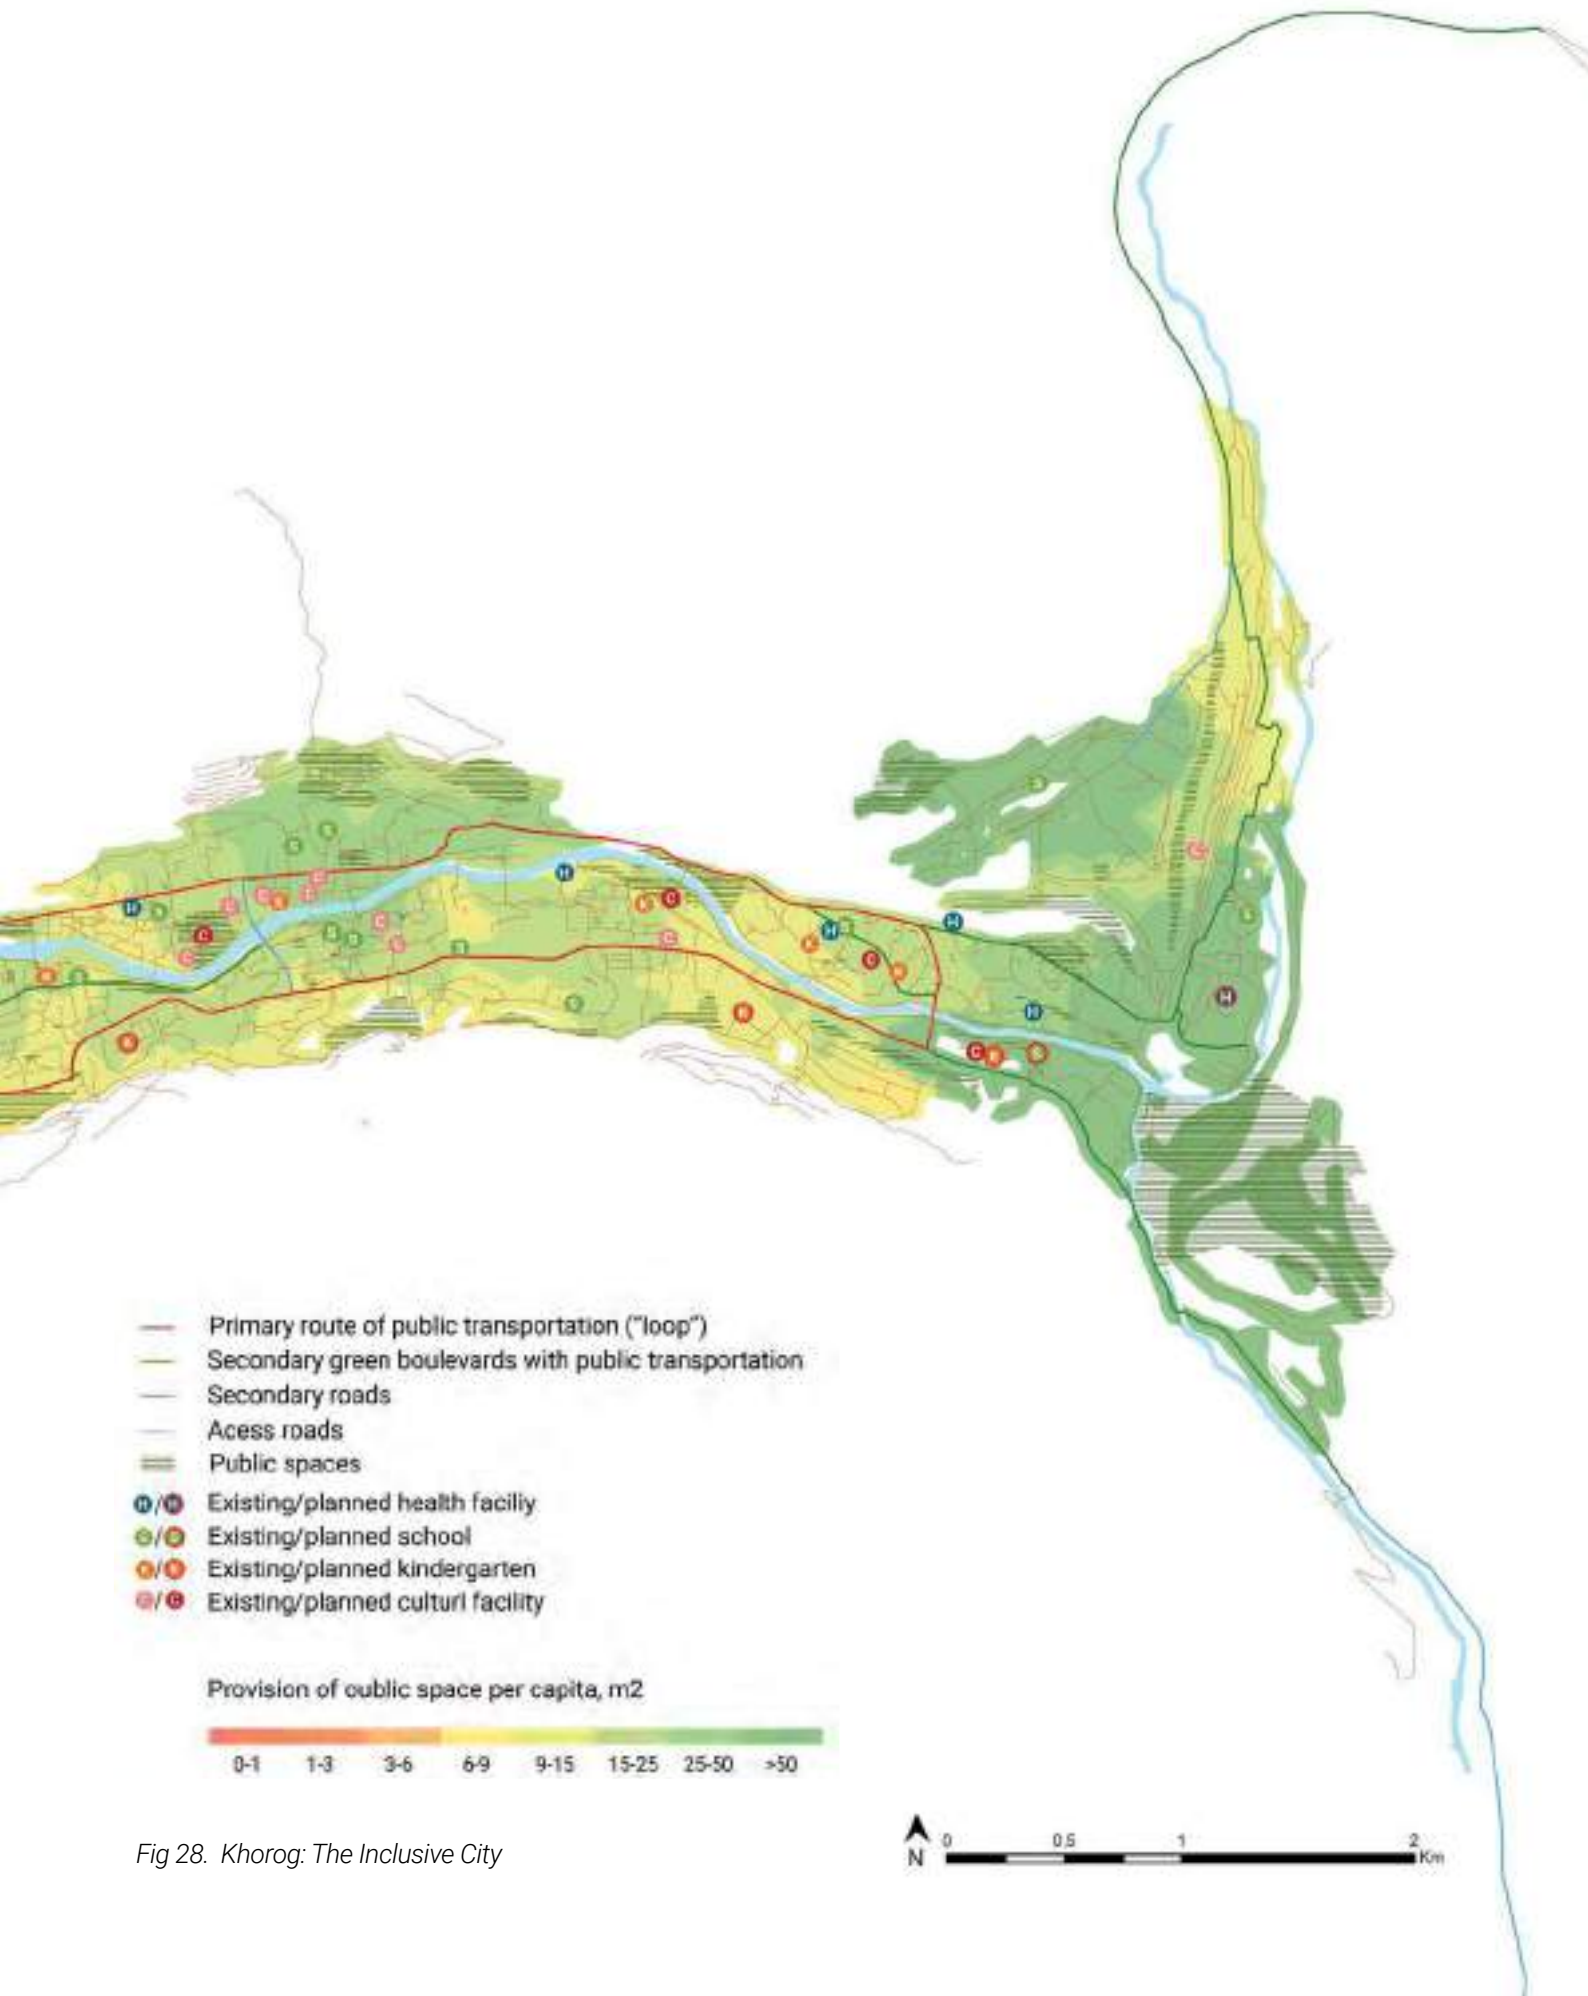 Primary route of public transportation ("loop")
Secondary green boulevards with public transportation
Secondary roads
Acess roads
Public spaces
H/H Existing/planned health faciliy
Existing/planned school
K/K Existing/planned kindergarten
C/C Existing/planned culturl facility
Provision of oublic space per capita, m2
0-1 1-3 3-6 6-9 9-15 15-25 25-50 >50
Fig 28. Khorog: The Inclusive City
N
0 0.5 1 2
Km